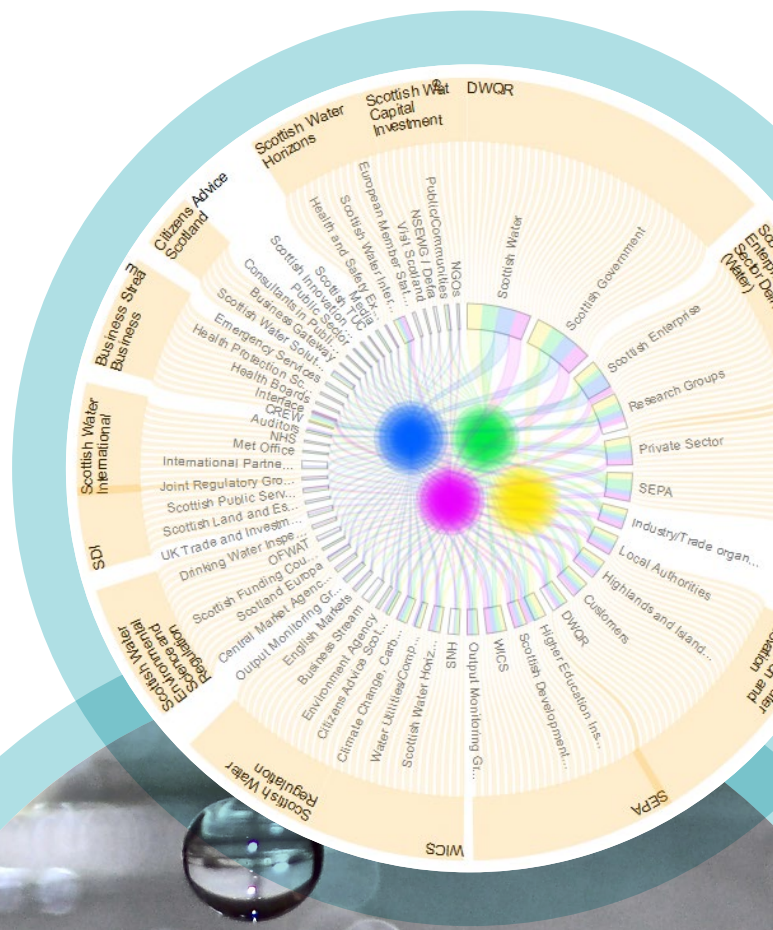 DWQR
Scottish Water
Horizons
Capital
Investment
Citizens Advice
Scotland
Business Strea
Business
Scottish Water
International
SDI
Scottish Water
Environmental
Science and
Regulation
Scottish Water
Regulation
WICS
SEPA
(Water)
Scottish Water
Scottish Government
Scottish Enterprise
Research Groups
Private Sector
SEPA
Industry/Trade organ...
Local Authorities
Highlands and Island...
Customers
DWQR
Higher Education Ins...
Scottish Development...
WICS
Output Monitoring Gr...
HNS
Scottish Water Horiz...
Water Utilities/Comp...
Climate Change, Carb...
Citizens Advice Scot...
Environment Agency
Business Stream
English Markets
Output Monitoring Gr...
Central Market Agenc...
Scotland Europa
Scottish Funding Cou...
OFWAT
Drinking Water Inspe...
UK Trade and Investm...
Scottish Land and Es...
Scottish Public Serv...
Joint Regulatory Gro...
International Partne...
Met Office
NHS
Auditors
CREW
Interface
Health Boards
Health Protection Sc...
Emergency Services
Scottish Water Solut...
Business Gateway
Consultants in Publi...
Public Sector
Scottish Innovation...
Scottish TUC
Media
Health and Safety Ex...
Scottish Water Inter...
European Member Stat...
Visit Scotland
NSEWG / Defra
Public/Communities
NGOs